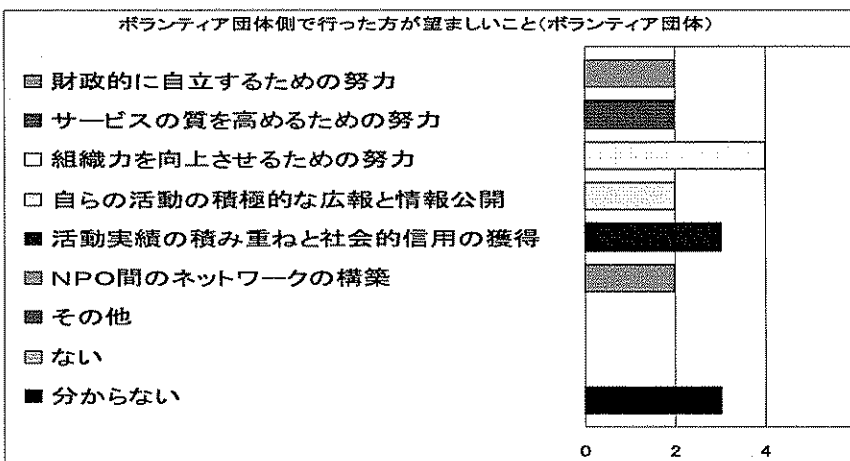 ボランティア団体側で行った方が望ましいこと(ボランティア団体)
財政的に自立するための努力
サービスの質を高めるための努力
組織力を向上させるための努力
自らの活動の積極的な広報と情報公開
活動実績の積み重ねと社会的信用の獲得
NPO間のネットワークの構築
その他
ない
分からない
0 2 4